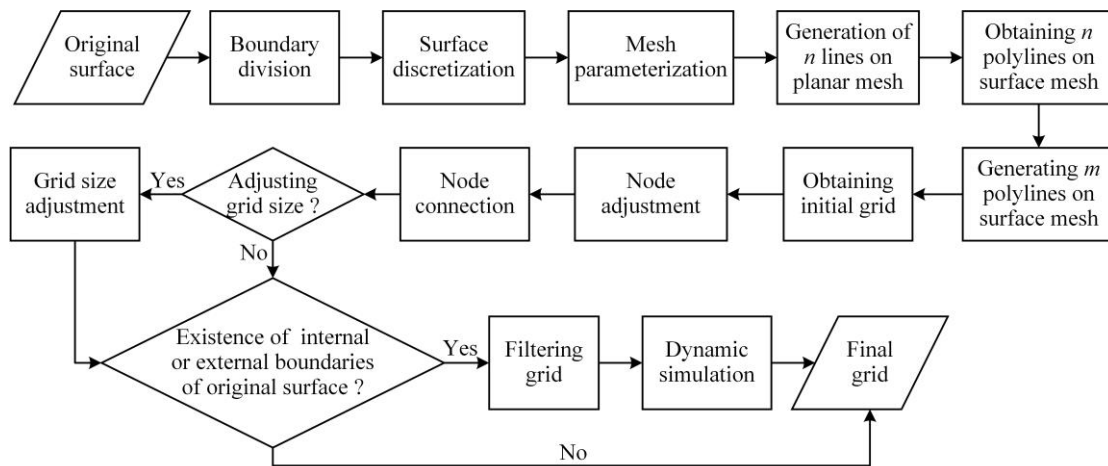 Original
surface
Boundary
division
Surface
discretization
Mesh
parameterization
Generation of
n lines on
planar mesh
Obtaining n
polylines on
surface mesh
Grid size
adjustment
Yes
Adjusting
grid size ?
Node
connection
Node
adjustment
Obtaining
initial grid
Generating m
polylines on
surface mesh
No
Existence of internal
or external boundaries
of original surface ?
Yes
Filtering
grid
Dynamic
simulation
Final
grid
No